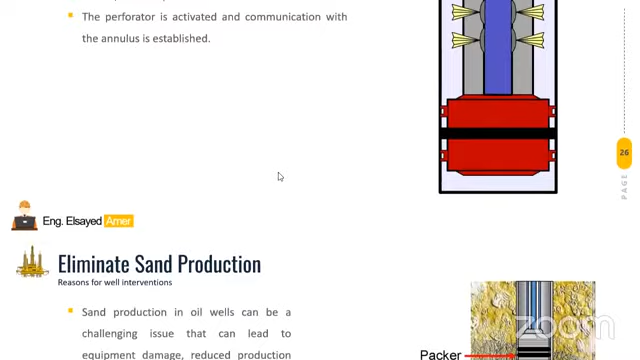 The perforator is activated and communication with
the annulus is established.
26
PAGE
Eng. Elsayed Amer
Eliminate Sand Production
Reasons for well interventions
Sand production in oil wells can be a
challenging issue that can lead to
equipment damage, reduced production
Packer
zoom